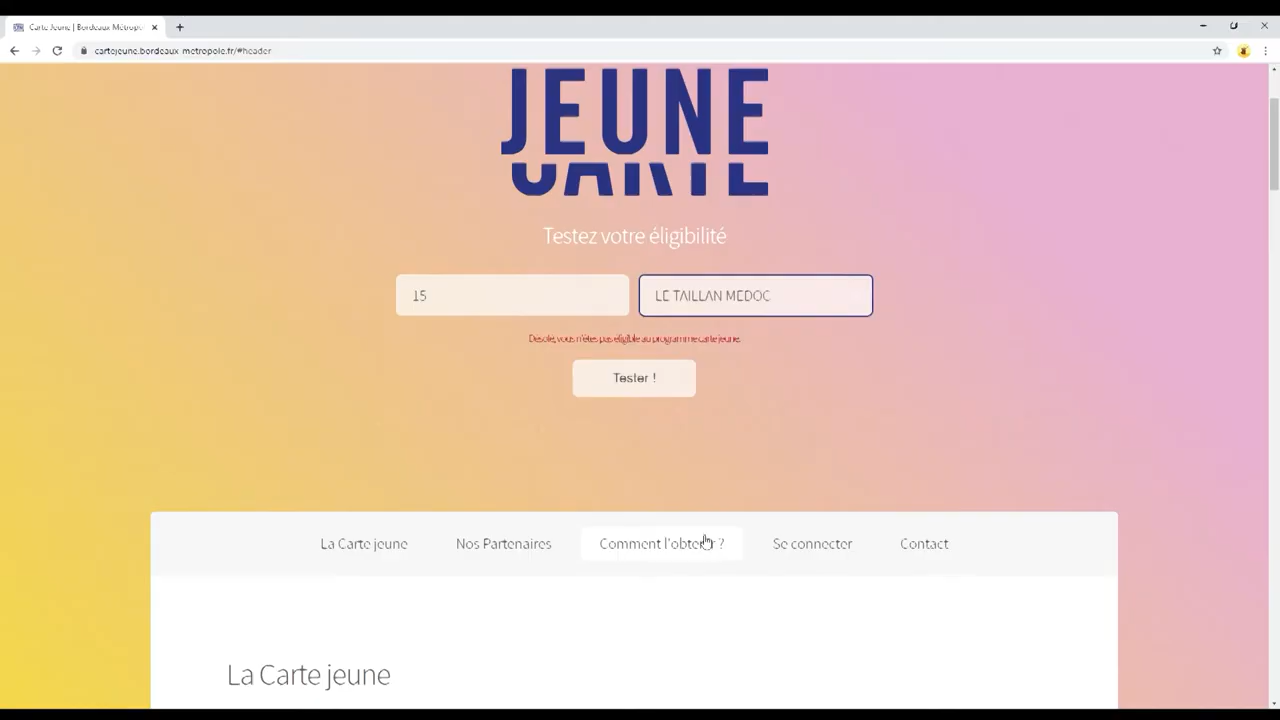 Carte Jeune | Bordeaux Métrop
cartejeune.bordeaux-metropole.fr/#header
JEUNE
CARTE
Testez votre éligibilité
15
LE TAILLAN MEDOC
Désolé, vous n'êtes pas éligible au programme carte jeune.
Tester !
La Carte jeune
Nos Partenaires
Comment l'obtenir ?
Se connecter
Contact
La Carte jeune